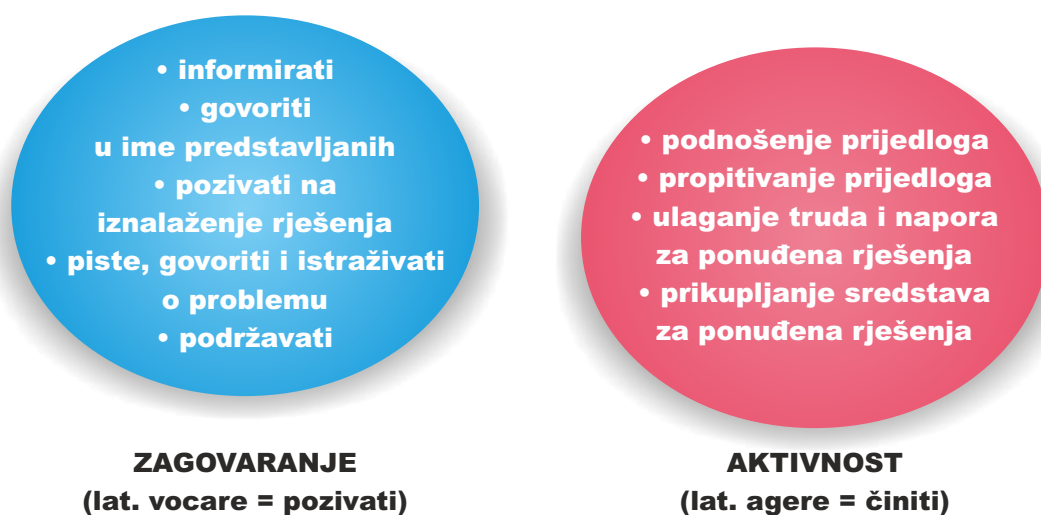 • informirati
• govoriti
u ime predstavljanih
• pozivati na
iznalaženje rješenja
• piste, govoriti i istraživati
o problemu
• podržavati
ZAGOVARANJE
(lat. vocare = pozivati)
• podnošenje prijedloga
• propitivanje prijedloga
• ulaganje truda i napora
za ponuđena rješenja
• prikupljanje sredstava
za ponuđena rješenja
AKTIVNOST
(lat. agere = činiti)